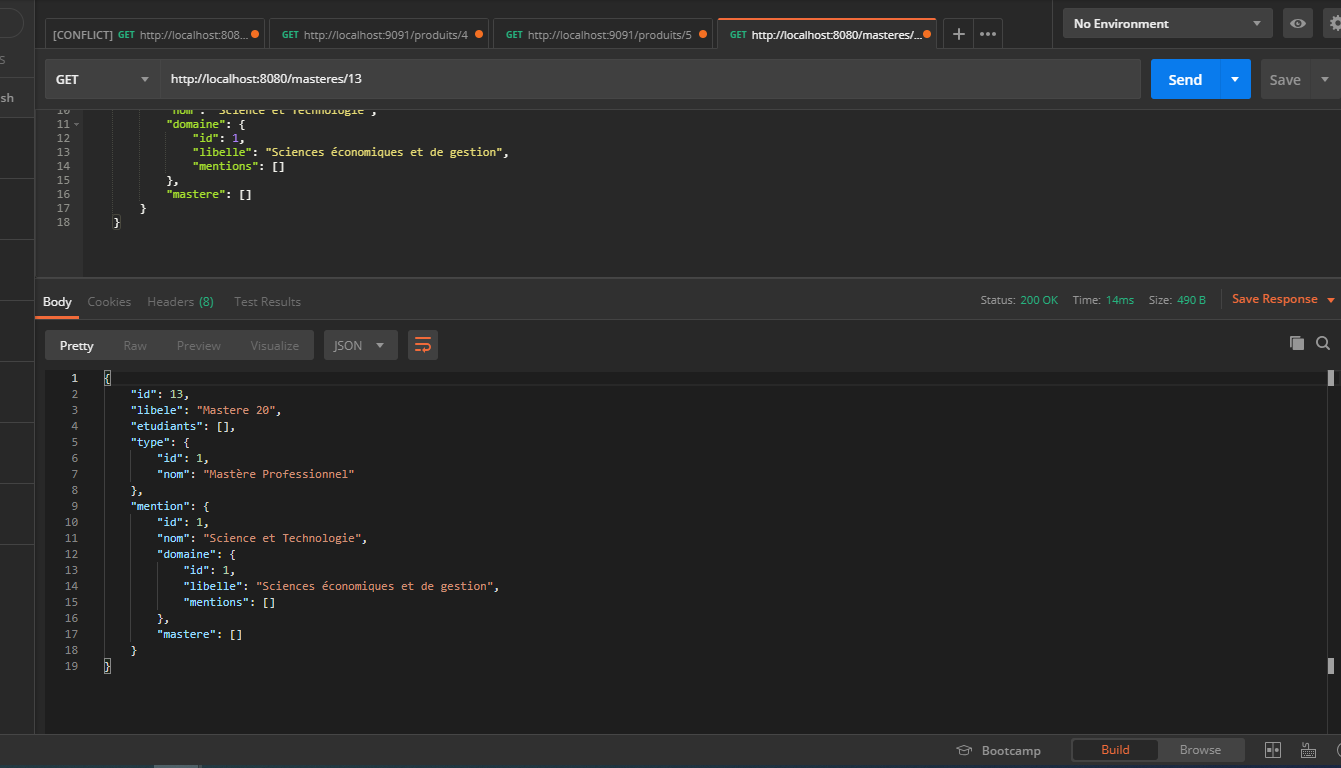 [CONFLICT] GET http://localhost:808...
GET http://localhost:9091/produits/4
GET http://localhost:9091/produits/5
GET http://localhost:8080/masteres/...
No Environment
s
GET
http://localhost:8080/masteres/13
Send
Save
sh
10 "nom": "Science et Technologie",
11 "domaine": {
12 "id": 1,
13 "libelle": "Sciences économiques et de gestion",
14 "mentions": []
15 },
16 "mastere": []
17 }
18 }
Body Cookies Headers (8) Test Results
Status: 200 OK Time: 14ms Size: 490 B Save Response
Pretty Raw Preview Visualize JSON
1 {
2 "id": 13,
3 "libele": "Mastere 20",
4 "etudiants": [],
5 "type": {
6 "id": 1,
7 "nom": "Mastère Professionnel"
8 },
9 "mention": {
10 "id": 1,
11 "nom": "Science et Technologie",
12 "domaine": {
13 "id": 1,
14 "libelle": "Sciences économiques et de gestion",
15 "mentions": []
16 },
17 "mastere": []
18 }
19 }
Bootcamp Build Browse